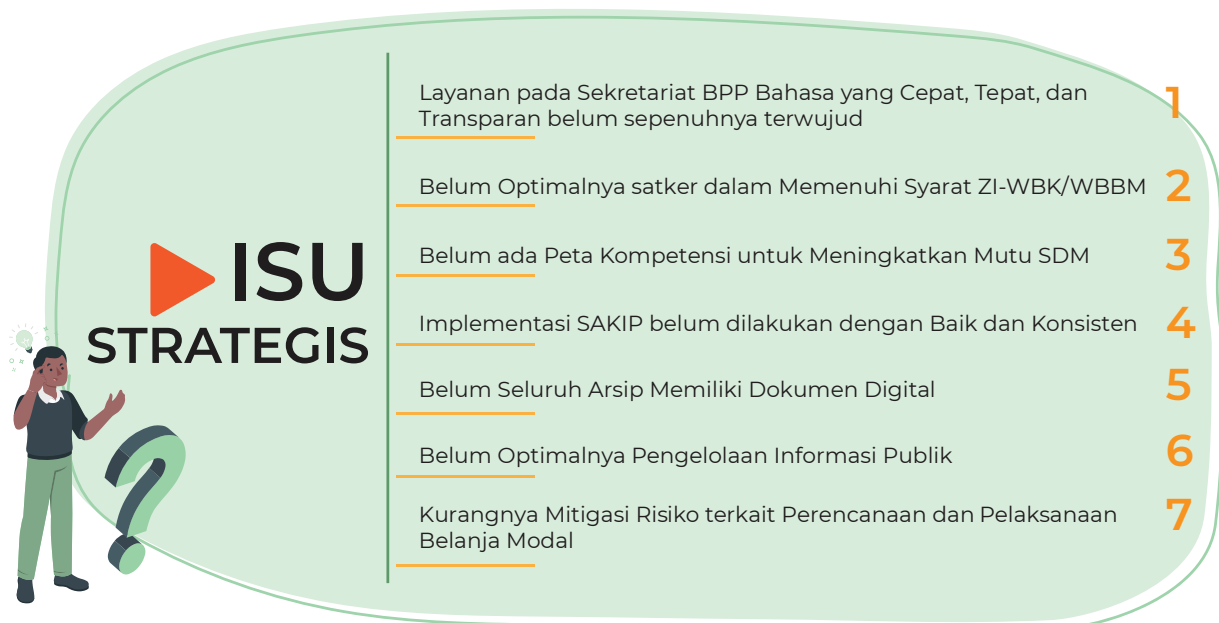 ISU
STRATEGIS
Layanan pada Sekretariat BPP Bahasa yang Cepat, Tepat, dan
Transparan belum sepenuhnya terwujud
1
Belum Optimalnya satker dalam Memenuhi Syarat ZI-WBK/WBBM
2
Belum ada Peta Kompetensi untuk Meningkatkan Mutu SDM
3
Implementasi SAKIP belum dilakukan dengan Baik dan Konsisten
4
Belum Seluruh Arsip Memiliki Dokumen Digital
5
Belum Optimalnya Pengelolaan Informasi Publik
6
Kurangnya Mitigasi Risiko terkait Perencanaan dan Pelaksanaan
Belanja Modal
7